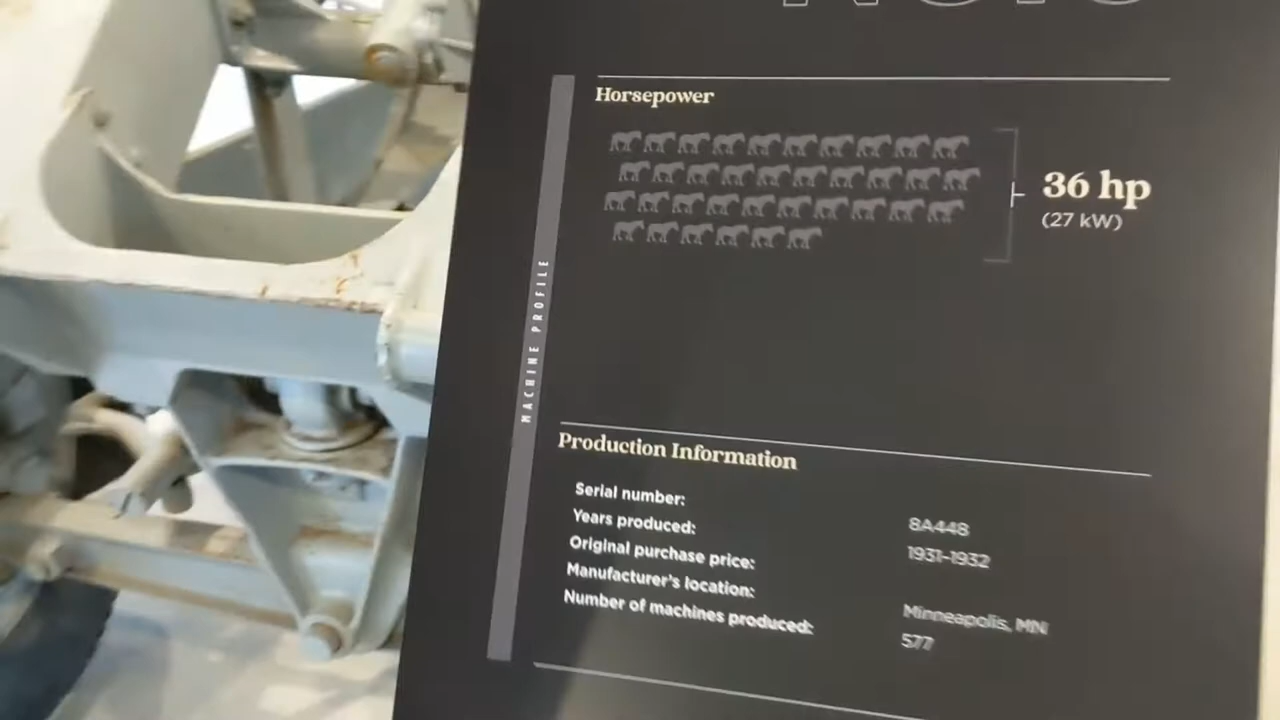 Horsepower
36 hp
(27 kW)
MACHINE PROFILE
Production Information
Serial number: 8A448
Years produced: 1931-1932
Original purchase price:
Manufacturer's location: Minneapolis, MN
Number of machines produced: 577